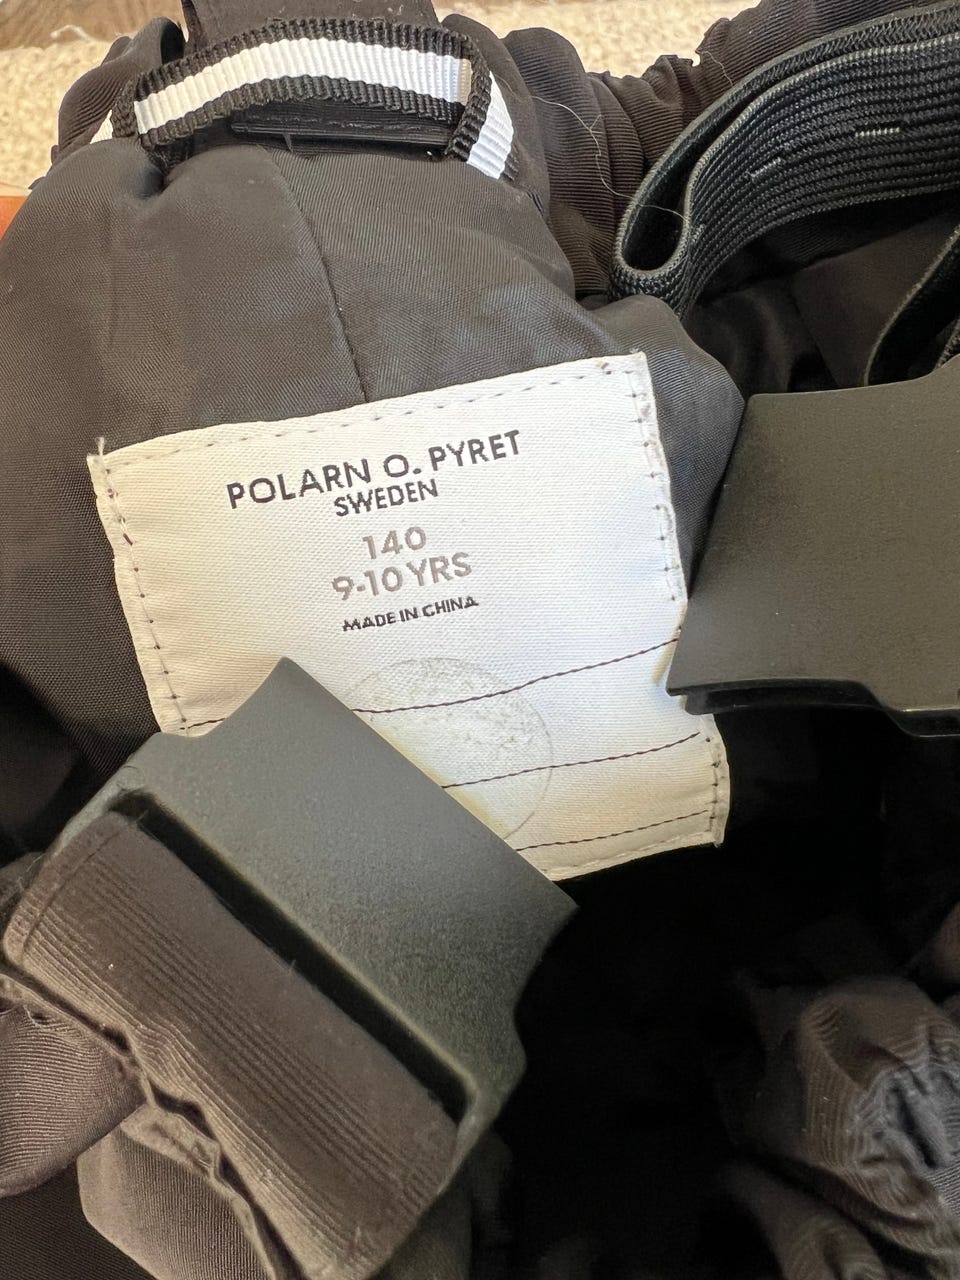 POLARN O. PYRET
SWEDEN
140
9-10 YRS
MADE IN CHINA